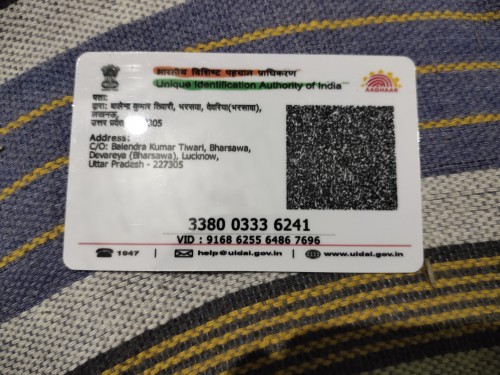 भारतीय विशिष्ट पहचान प्राधिकरण
Unique Identification Authority of India
AADHAAR
पता:
द्वारा: बालेन्द्र कुमार तिवारी, भरसवा, देवरिया(भरसवा),
लखनऊ,
उत्तर प्रदेश 305
Address:
C/O: Balendra Kumar Tiwari, Bharsawa,
Devareya (Bharsawa), Lucknow,
Uttar Pradesh - 227305
3380 0333 6241
VID : 9168 6255 6486 7696
1947 | help@uidai.gov.in | www.uidai.gov.in